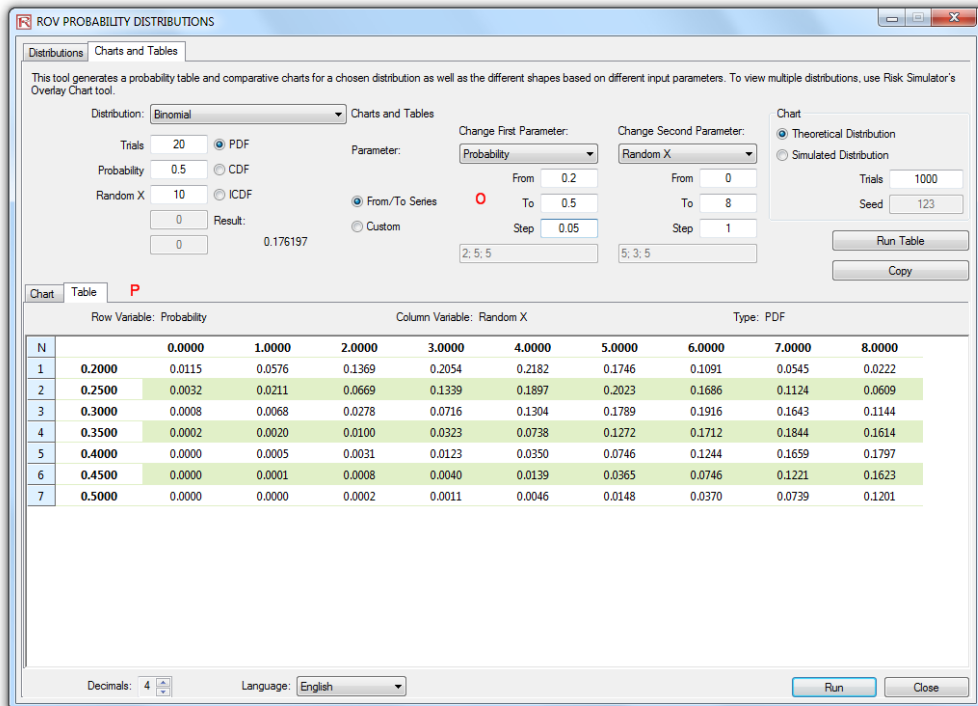 ROV PROBABILITY DISTRIBUTIONS
Distributions Charts and Tables
This tool generates a probability table and comparative charts for a chosen distribution as well as the different shapes based on different input parameters. To view multiple distributions, use Risk Simulator's
Overlay Chart tool.
Distribution: Binomial Charts and Tables Chart
Trials 20 PDF Parameter: Change First Parameter: Change Second Parameter: Theoretical Distribution
Probability 0.5 CDF Probability Random X Simulated Distribution
Random X 10 ICDF From 0.2 From 0 Trials 1000
From/To Series O To 0.5 To 8 Seed 123
0 Result: Custom Step 0.05 Step 1 Run Table
0 0.176197 2; 5; 5 5; 3; 5 Copy
Chart Table P
Row Variable: Probability Column Variable: Random X Type: PDF
N 0.0000 1.0000 2.0000 3.0000 4.0000 5.0000 6.0000 7.0000 8.0000
1 0.2000 0.0115 0.0576 0.1369 0.2054 0.2182 0.1746 0.1091 0.0545 0.0222
2 0.2500 0.0032 0.0211 0.0669 0.1339 0.1897 0.2023 0.1686 0.1124 0.0609
3 0.3000 0.0008 0.0068 0.0278 0.0716 0.1304 0.1789 0.1916 0.1643 0.1144
4 0.3500 0.0002 0.0020 0.0100 0.0323 0.0738 0.1272 0.1712 0.1844 0.1614
5 0.4000 0.0000 0.0005 0.0031 0.0123 0.0350 0.0746 0.1244 0.1659 0.1797
6 0.4500 0.0000 0.0001 0.0008 0.0040 0.0139 0.0365 0.0746 0.1221 0.1623
7 0.5000 0.0000 0.0000 0.0002 0.0011 0.0046 0.0148 0.0370 0.0739 0.1201
Decimals: 4 Language: English Run Close